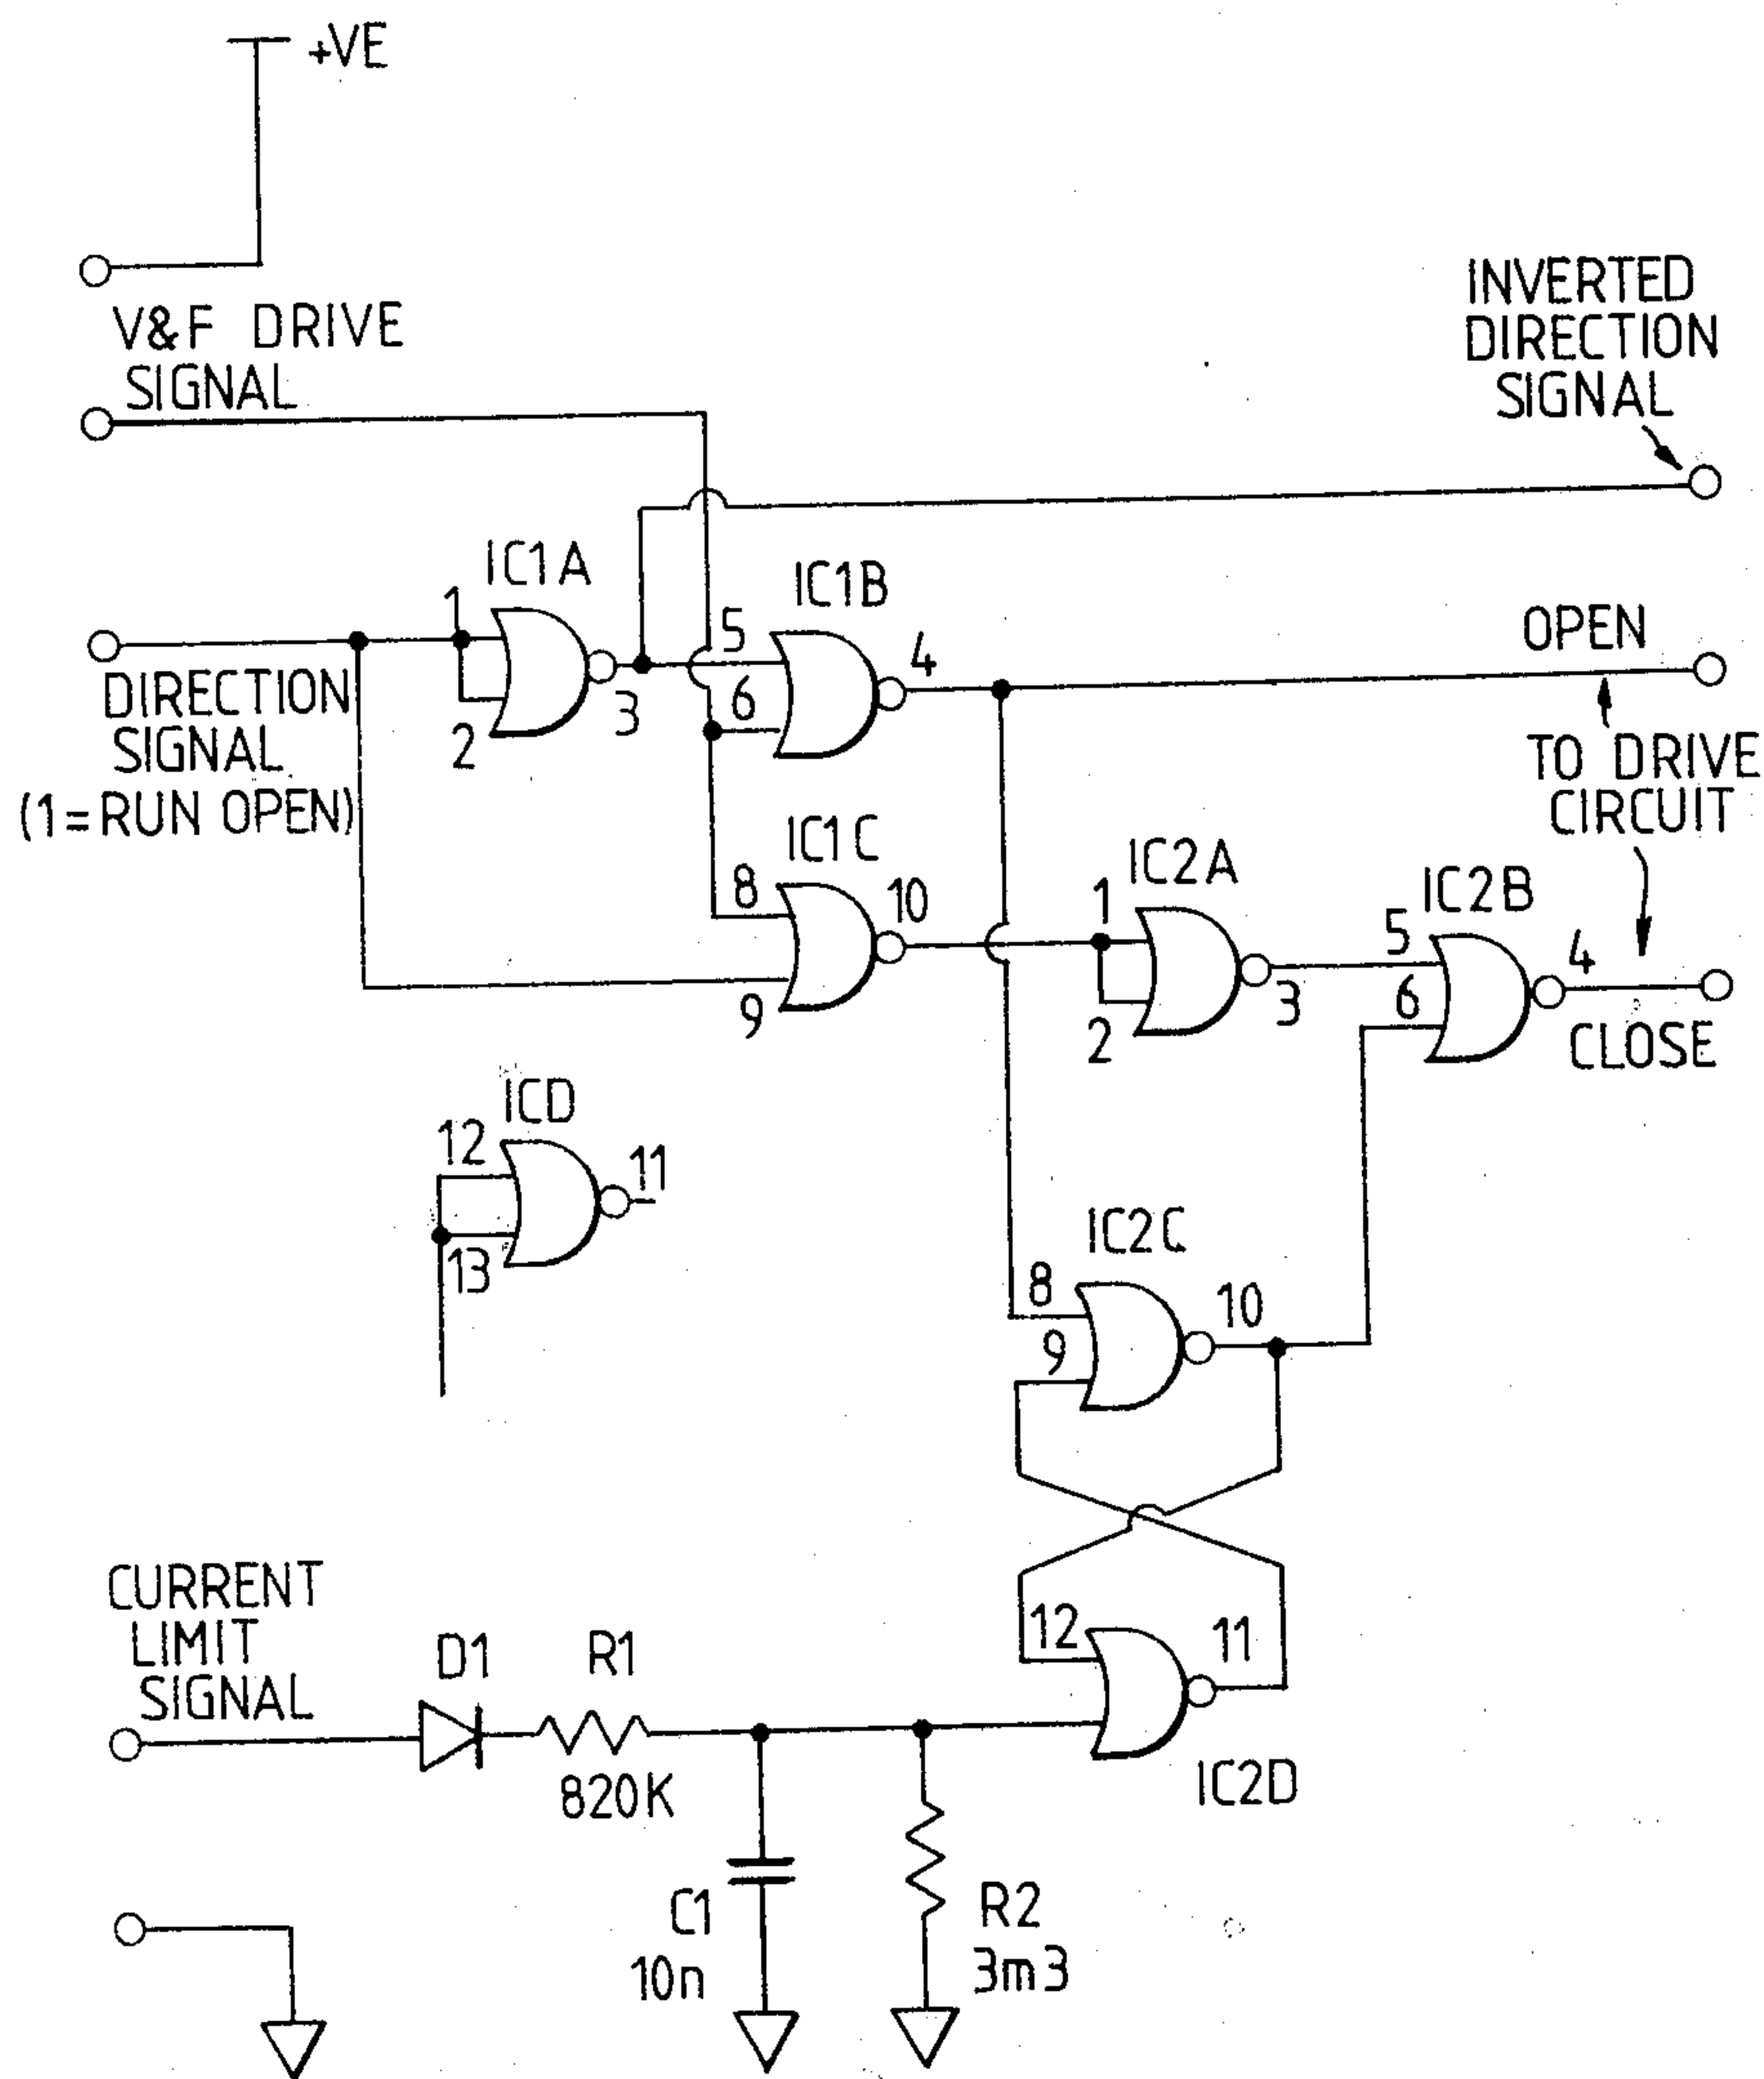 +VE
V&F DRIVE
SIGNAL
INVERTED
DIRECTION
SIGNAL
IC1A
1
2
3
IC1B
5
6
4
OPEN
DIRECTION
SIGNAL
(1=RUN OPEN)
TO DRIVE
CIRCUIT
IC1C
8
9
10
IC2A
1
2
3
IC2B
5
6
4
CLOSE
ICD
12
13
11
IC2C
8
9
10
CURRENT
LIMIT
SIGNAL
D1
R1
820K
12
11
IC2D
C1
10n
R2
3m3